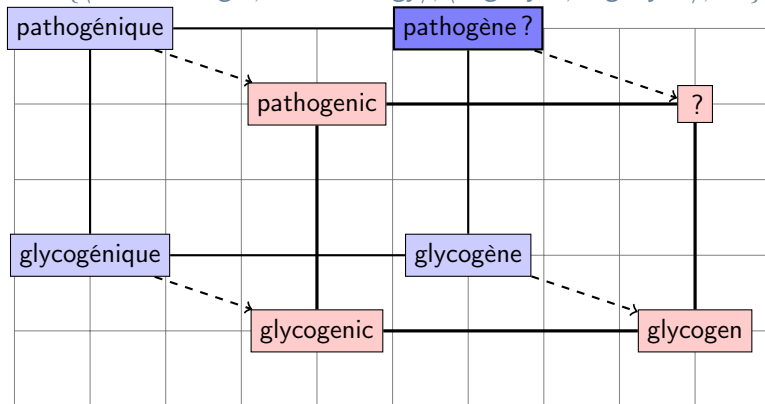 pathogénique pathogène ?
pathogenic ?
glycogénique glycogène
glycogenic glycogen